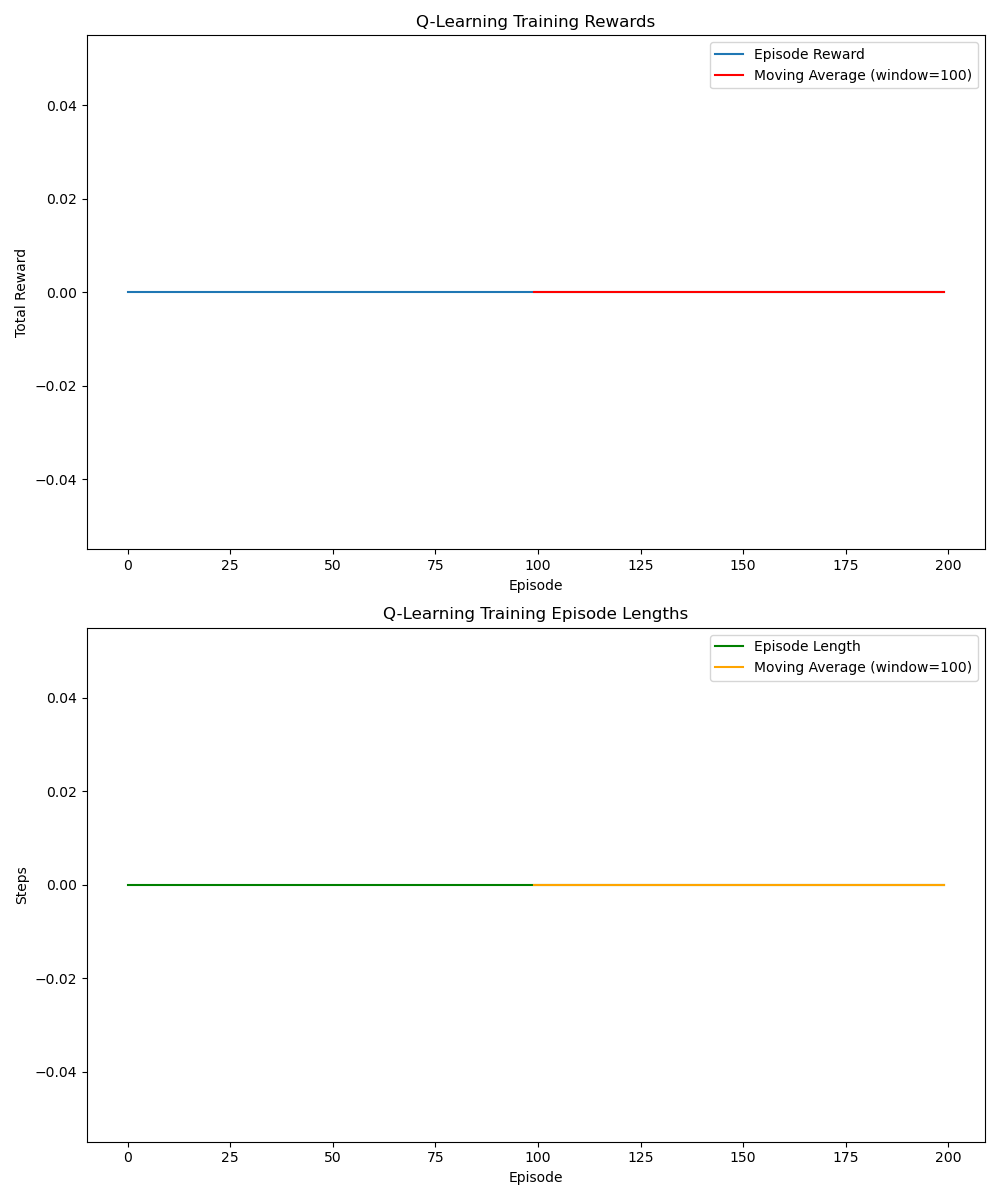 Q-Learning Training Rewards
Episode Reward
Moving Average (window=100)
0.04
0.02
0.00
−0.02
−0.04
Total Reward
0 25 50 75 100 125 150 175 200
Episode
Q-Learning Training Episode Lengths
Episode Length
Moving Average (window=100)
0.04
0.02
0.00
−0.02
−0.04
Steps
0 25 50 75 100 125 150 175 200
Episode